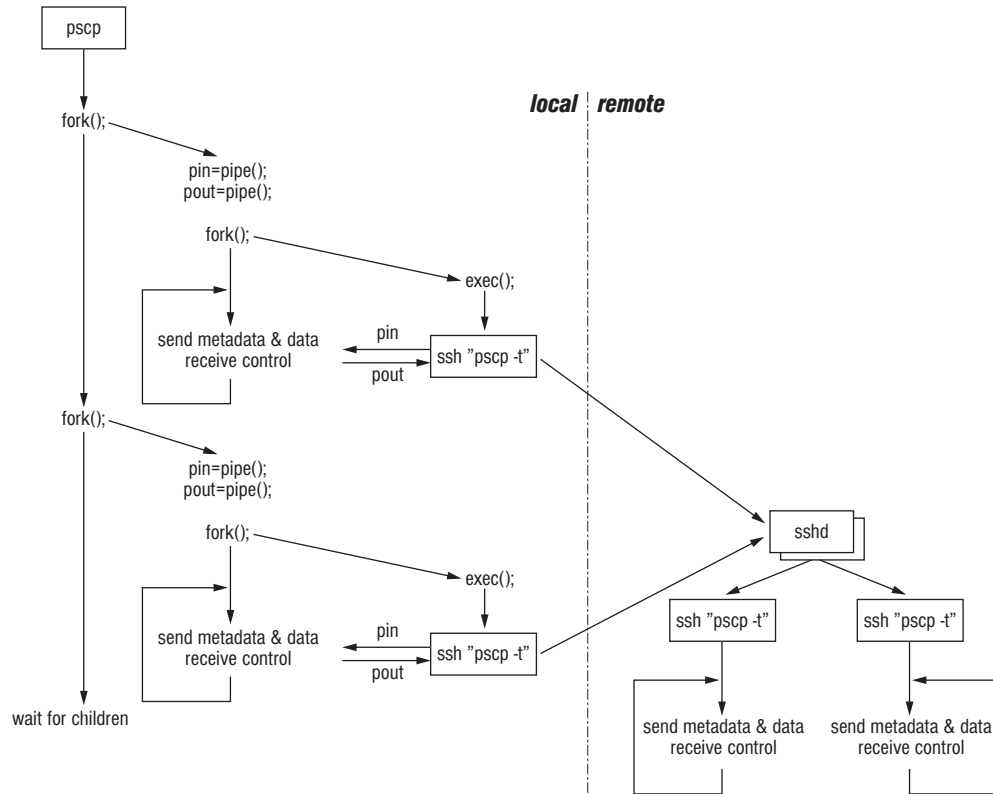 pscp
local
remote
fork();
pin=pipe();
pout=pipe();
fork();
exec();
send metadata & data
receive control
pin
pout
ssh "pscp -t"
fork();
pin=pipe();
pout=pipe();
fork();
exec();
send metadata & data
receive control
pin
pout
ssh "pscp -t"
wait for children
sshd
ssh "pscp -t"
ssh "pscp -t"
send metadata & data
receive control
send metadata & data
receive control